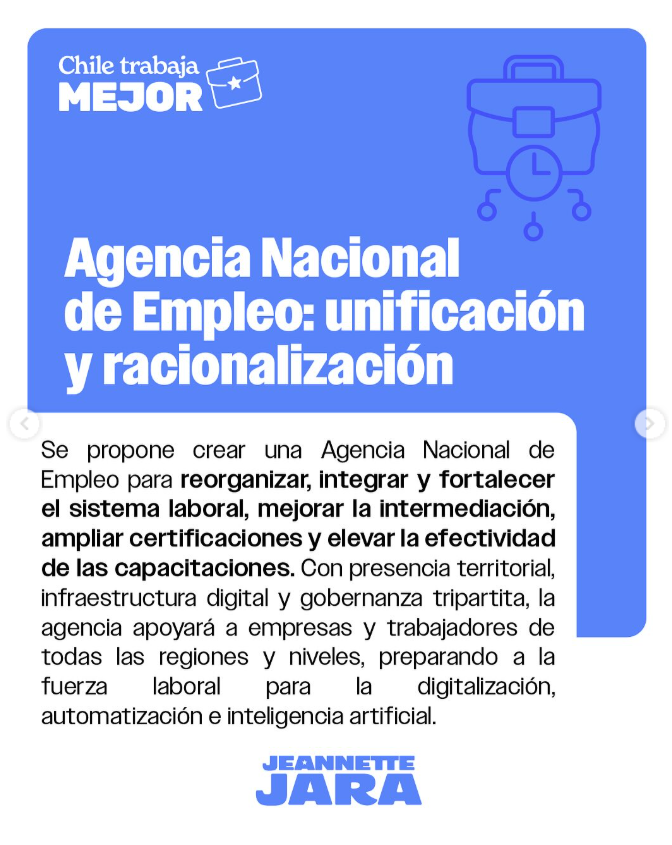 Chile trabaja
MEJOR
Agencia Nacional
de Empleo: unificación
y racionalización
Se propone crear una Agencia Nacional de
Empleo para reorganizar, integrar y fortalecer
el sistema laboral, mejorar la intermediación,
ampliar certificaciones y elevar la efectividad
de las capacitaciones. Con presencia territorial,
infraestructura digital y gobernanza tripartita, la
agencia apoyará a empresas y trabajadores de
todas las regiones y niveles, preparando a la
fuerza laboral para la digitalización,
automatización e inteligencia artificial.
JEANNETTE
JARA